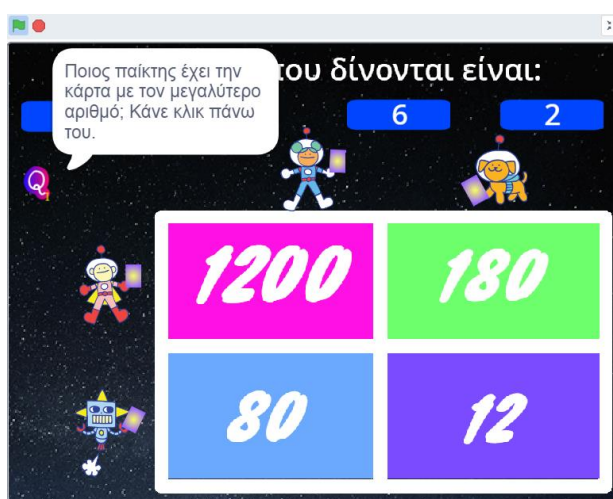 Ποιος παίκτης έχει την
κάρτα με τον μεγαλύτερο
αριθμό; Κάνε κλικ πάνω
του.
που δίνονται είναι:
6
2
Q
1200
180
80
12